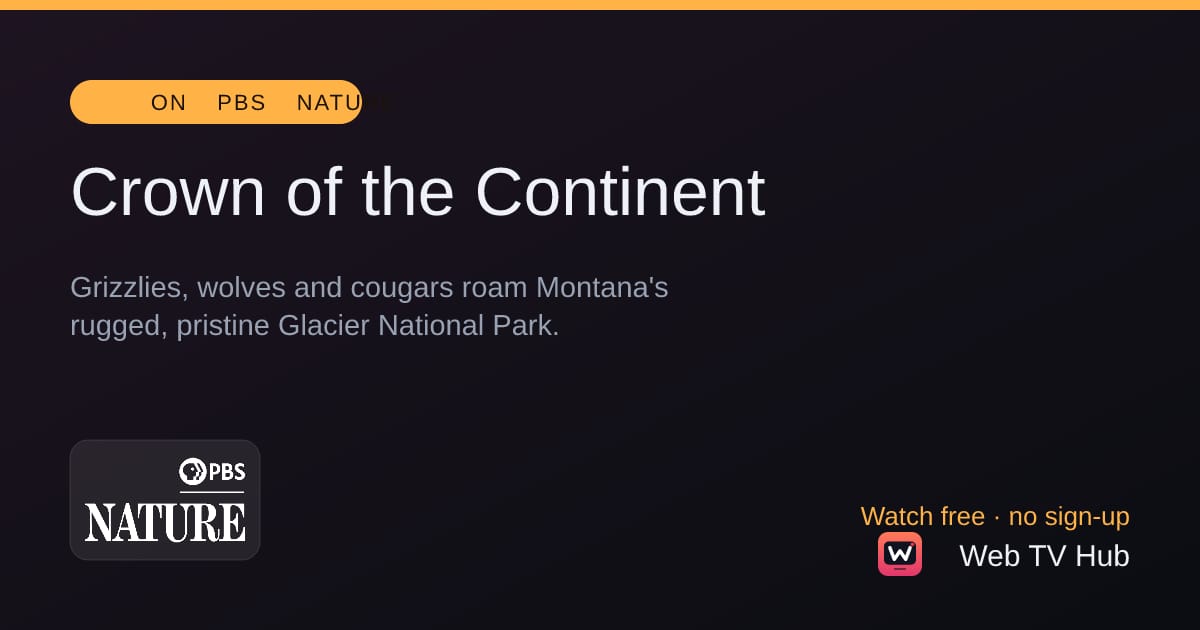 ON PBS NATU
Crown of the Continent
Grizzlies, wolves and cougars roam Montana's
rugged, pristine Glacier National Park.
PBS
NATURE
Watch free · no sign-up
W
Web TV Hub